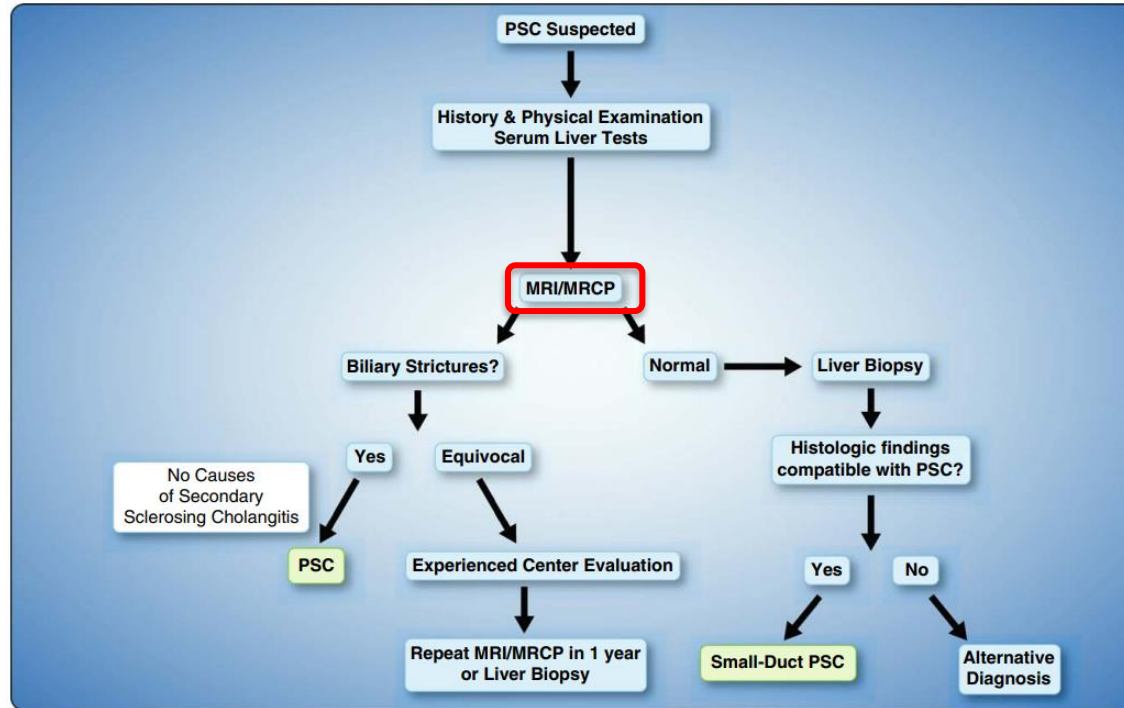 PSC Suspected
History & Physical Examination
Serum Liver Tests
MRI/MRCP
Biliary Strictures?
Normal
Liver Biopsy
Yes
Equivocal
Histologic findings
compatible with PSC?
No Causes
of Secondary
Sclerosing Cholangitis
PSC
Experienced Center Evaluation
Yes
No
Repeat MRI/MRCP in 1 year
or Liver Biopsy
Small-Duct PSC
Alternative
Diagnosis